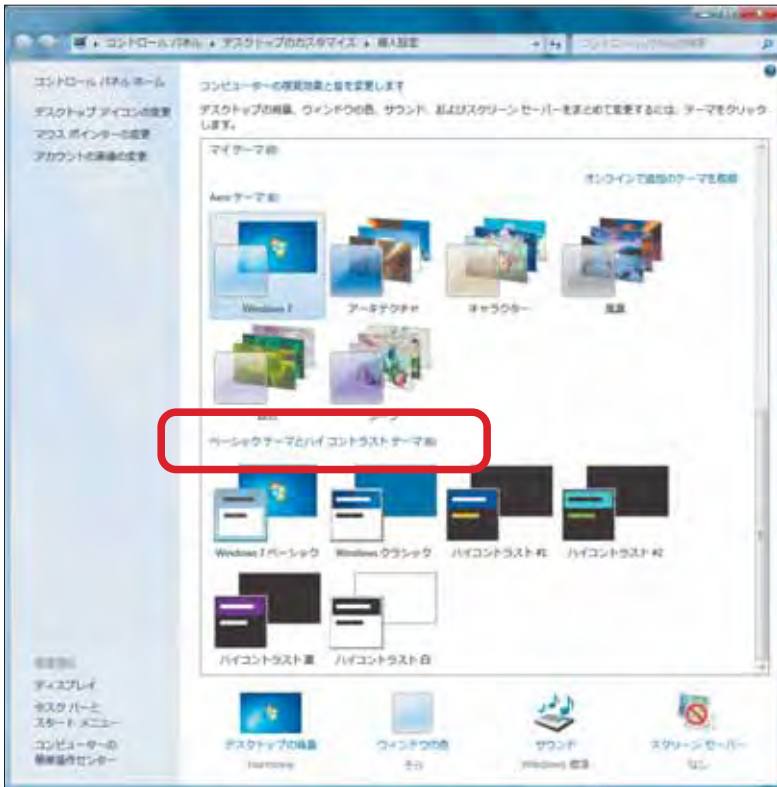 コントロール パネル ▸ デスクトップのカスタマイズ ▸ 個人設定
コントロール パネル ホーム
デスクトップ アイコンの変更
マウス ポインターの変更
アカウントの画像の変更
コンピューターの視覚効果と音を変更します
デスクトップの背景、ウィンドウの色、サウンド、およびスクリーン セーバーをまとめて変更するには、テーマをクリック
します。
マイ テーマ (0)
オンラインで追加のテーマを取得
Aero テーマ
Windows 7
アーキテクチャ
キャラクター
風景
ベーシック テーマとハイ コントラスト テーマ (6)
Windows 7 ベーシック
Windows クラシック
ハイコントラスト #1
ハイコントラスト #2
ハイコントラスト 黒
ハイコントラスト 白
関連項目
ディスプレイ
タスク バーと
スタート メニュー
コンピューターの
簡単操作センター
デスクトップの背景
Harmony
ウィンドウの色
空色
サウンド
Windows 標準
スクリーン セーバー
なし